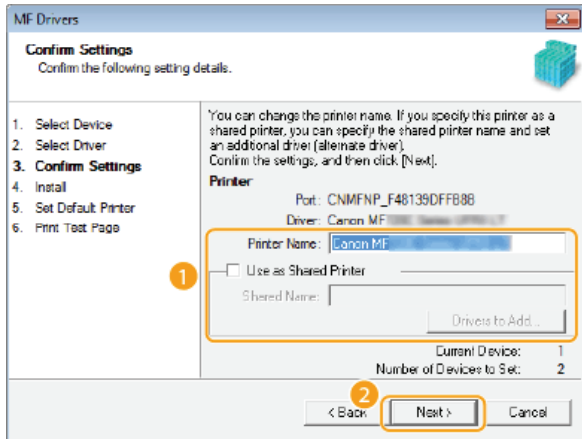 MF Drivers
Confirm Settings
Confirm the following setting details.
1. Select Device
2. Select Driver
3. Confirm Settings
4. Install
5. Set Default Printer
6. Print Test Page
You can change the printer name. If you specify this printer as a
shared printer, you can specify the shared printer name and set
an additional driver (alternate driver).
Confirm the settings, and then click [Next].
Printer
Port: CNMFNP_F48139DFF888
Driver: Canon MF
Printer Name: Canon MF
1
Use as Shared Printer
Shared Name:
Drivers to Add...
Current Device: 1
Number of Devices to Set: 2
2
< Back
Next >
Cancel